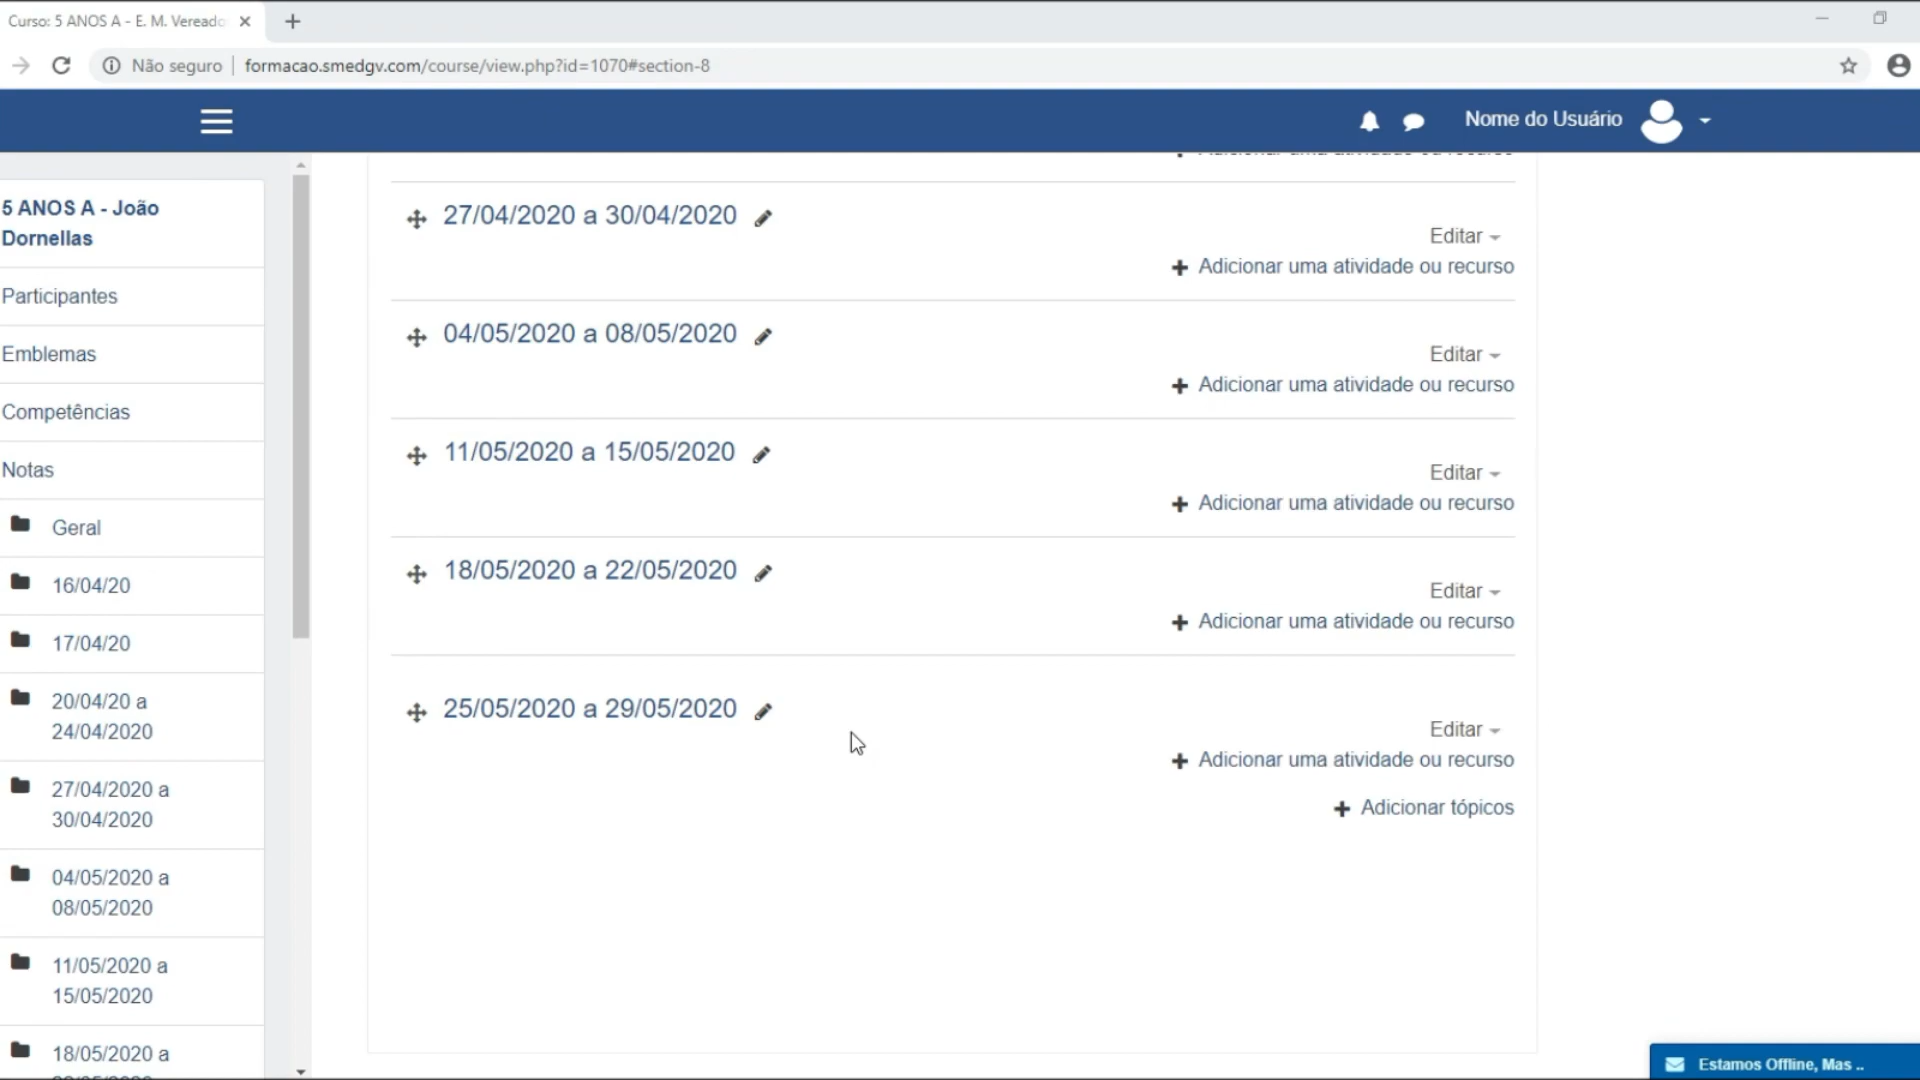 Curso: 5 ANOS A - E. M. Vereado
Não seguro
formacao.smedgv.com/course/view.php?id=1070#section-8
Nome do Usuário
5 ANOS A - João
Dornellas
Participantes
Emblemas
Competências
Notas
Geral
16/04/20
17/04/20
20/04/20 a
24/04/2020
27/04/2020 a
30/04/2020
04/05/2020 a
08/05/2020
11/05/2020 a
15/05/2020
18/05/2020 a
Adicionar uma atividade ou recurso
27/04/2020 a 30/04/2020
Editar
Adicionar uma atividade ou recurso
04/05/2020 a 08/05/2020
Editar
Adicionar uma atividade ou recurso
11/05/2020 a 15/05/2020
Editar
Adicionar uma atividade ou recurso
18/05/2020 a 22/05/2020
Editar
Adicionar uma atividade ou recurso
25/05/2020 a 29/05/2020
Editar
Adicionar uma atividade ou recurso
Adicionar tópicos
Estamos Offline, Mas ..